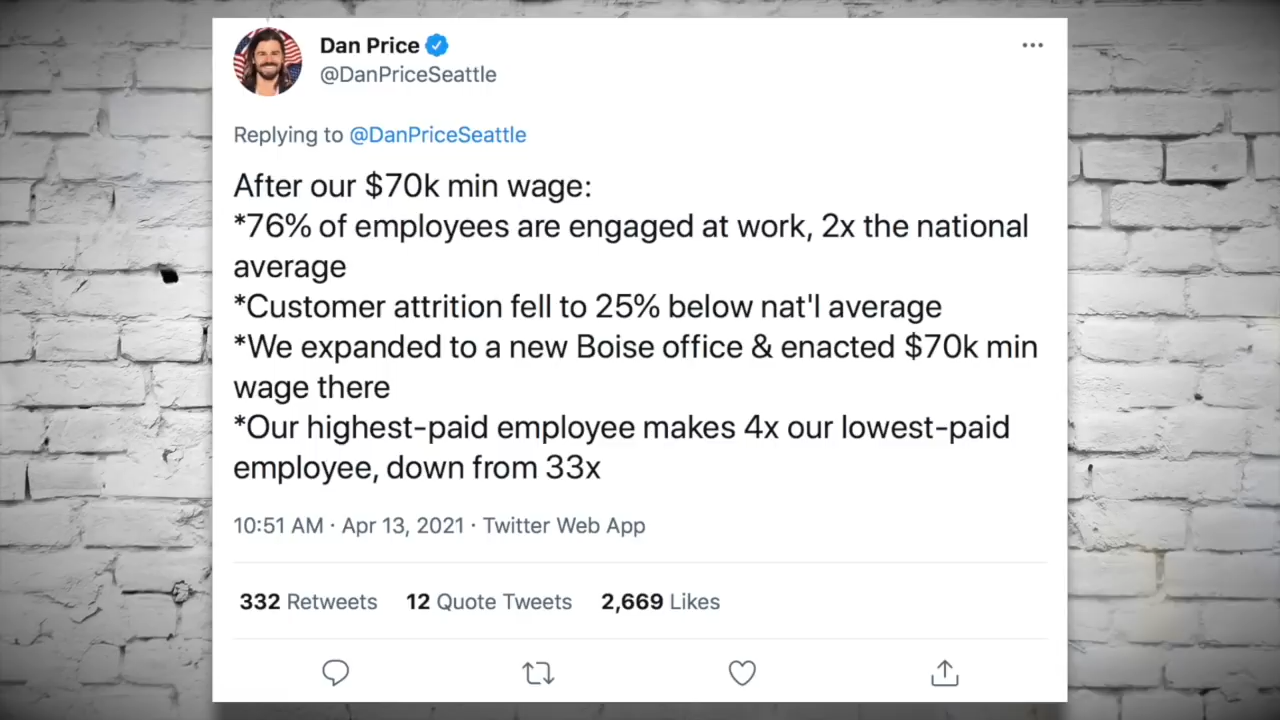 Dan Price
@DanPriceSeattle
Replying to @DanPriceSeattle
After our $70k min wage:
*76% of employees are engaged at work, 2x the national
average
*Customer attrition fell to 25% below nat'l average
*We expanded to a new Boise office & enacted $70k min
wage there
*Our highest-paid employee makes 4x our lowest-paid
employee, down from 33x
10:51 AM · Apr 13, 2021 · Twitter Web App
332 Retweets 12 Quote Tweets 2,669 Likes